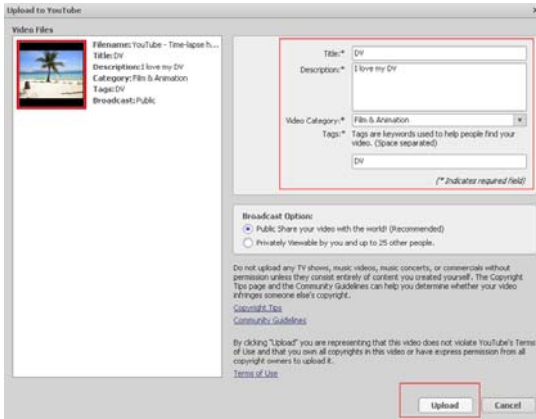 Upload to YouTube
Video Files
Filename: YouTube - Time-lapse h...
Title: DV
Description: I love my DV
Category: Film & Animation
Tags: DV
Broadcast: Public
Title:* DV
Description:* I love my DV
Video Category:* Film & Animation
Tags:* Tags are keywords used to help people find your
video. (Space separated)
DV
(* Indicates required field)
Broadcast Option:
Public Share your video with the world! (Recommended)
Privately Viewable by you and up to 25 other people.
Do not upload any TV shows, music videos, music concerts, or commercials without
permission unless they consist entirely of content you created yourself. The Copyright
Tips page and the Community Guidelines can help you determine whether your video
infringes someone else's copyright.
Copyright Tips
Community Guidelines
By clicking "Upload" you are representing that this video does not violate YouTube's Terms
of Use and that you own all copyrights in this video or have express permission from all
copyright owners to upload it.
Terms of Use
Upload Cancel